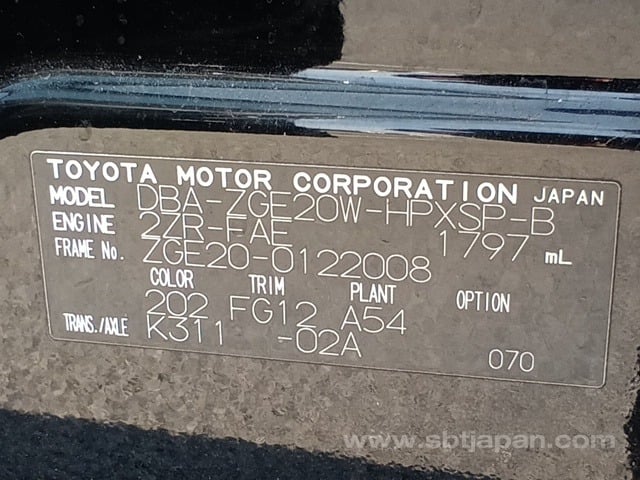 TOYOTA MOTOR CORPORATION JAPAN
MODEL DBA-ZGE20W-HPXSP-B
ENGINE 2ZR-FAE 1797 mL
FRAME No. ZGE20-0122008
COLOR TRIM PLANT OPTION
202 FG12 A54
TRANS./AXLE K311 -02A
070
www.sbtjapan.com